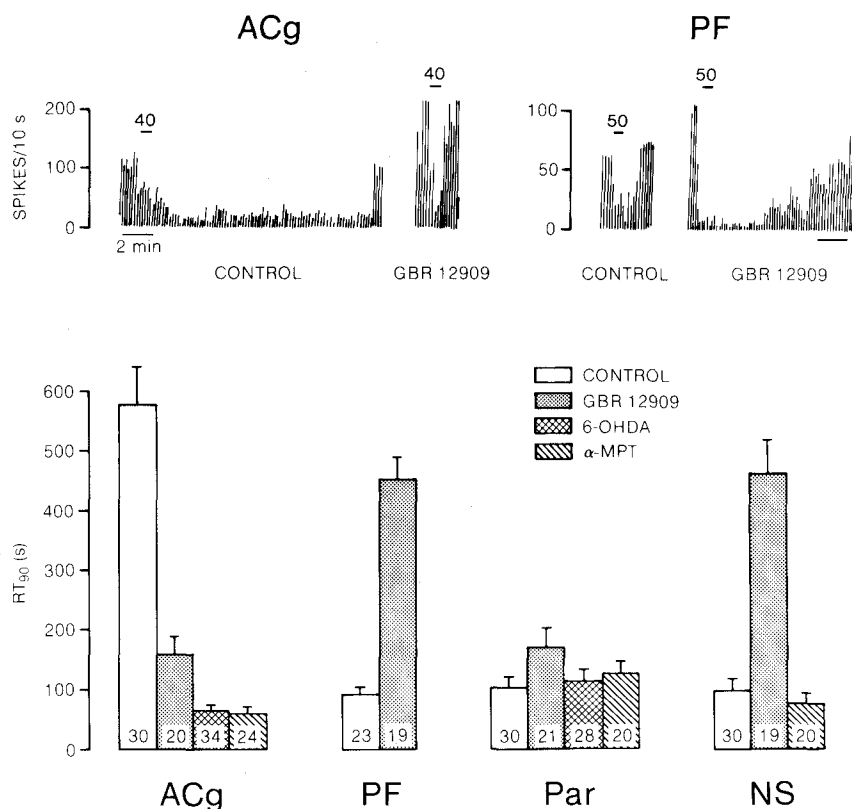 ACg PF
40 40 50 50
SPIKES/10 s
200
100
0
100
50
0
2 min
CONTROL GBR 12909 CONTROL GBR 12909
CONTROL
GBR 12909
6-OHDA
α-MPT
RT90 (s)
600
500
400
300
200
100
0
30 20 34 24 23 19 30 21 28 20 30 19 20
ACg PF Par NS